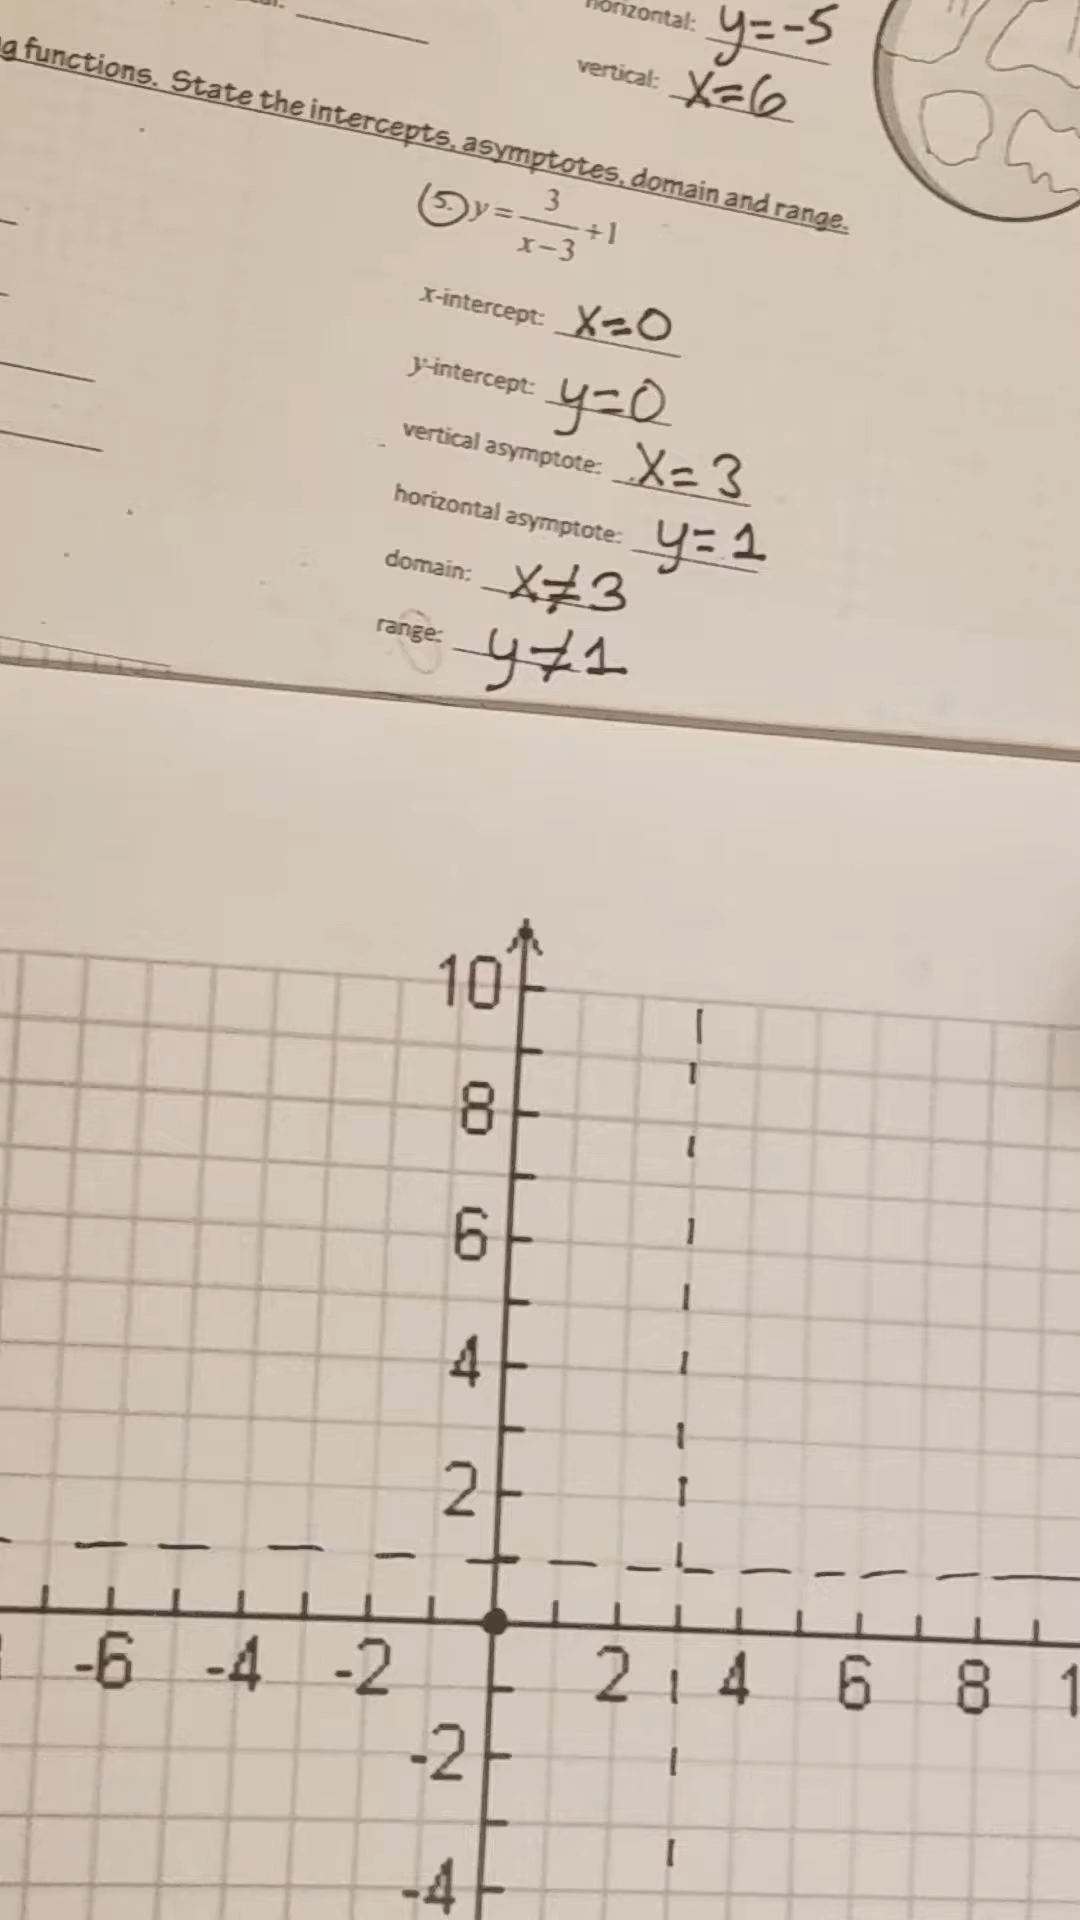 horizontal: y=-5
vertical: x=6
g functions. State the intercepts, asymptotes, domain and range.
5. y = 3/(x-3) + 1
x-intercept: x=0
y-intercept: y=0
vertical asymptote: x=3
horizontal asymptote: y=1
domain: x≠3
range: y≠1
10
8
6
4
2
-6 -4 -2 2 4 6 8 1
-2
-4